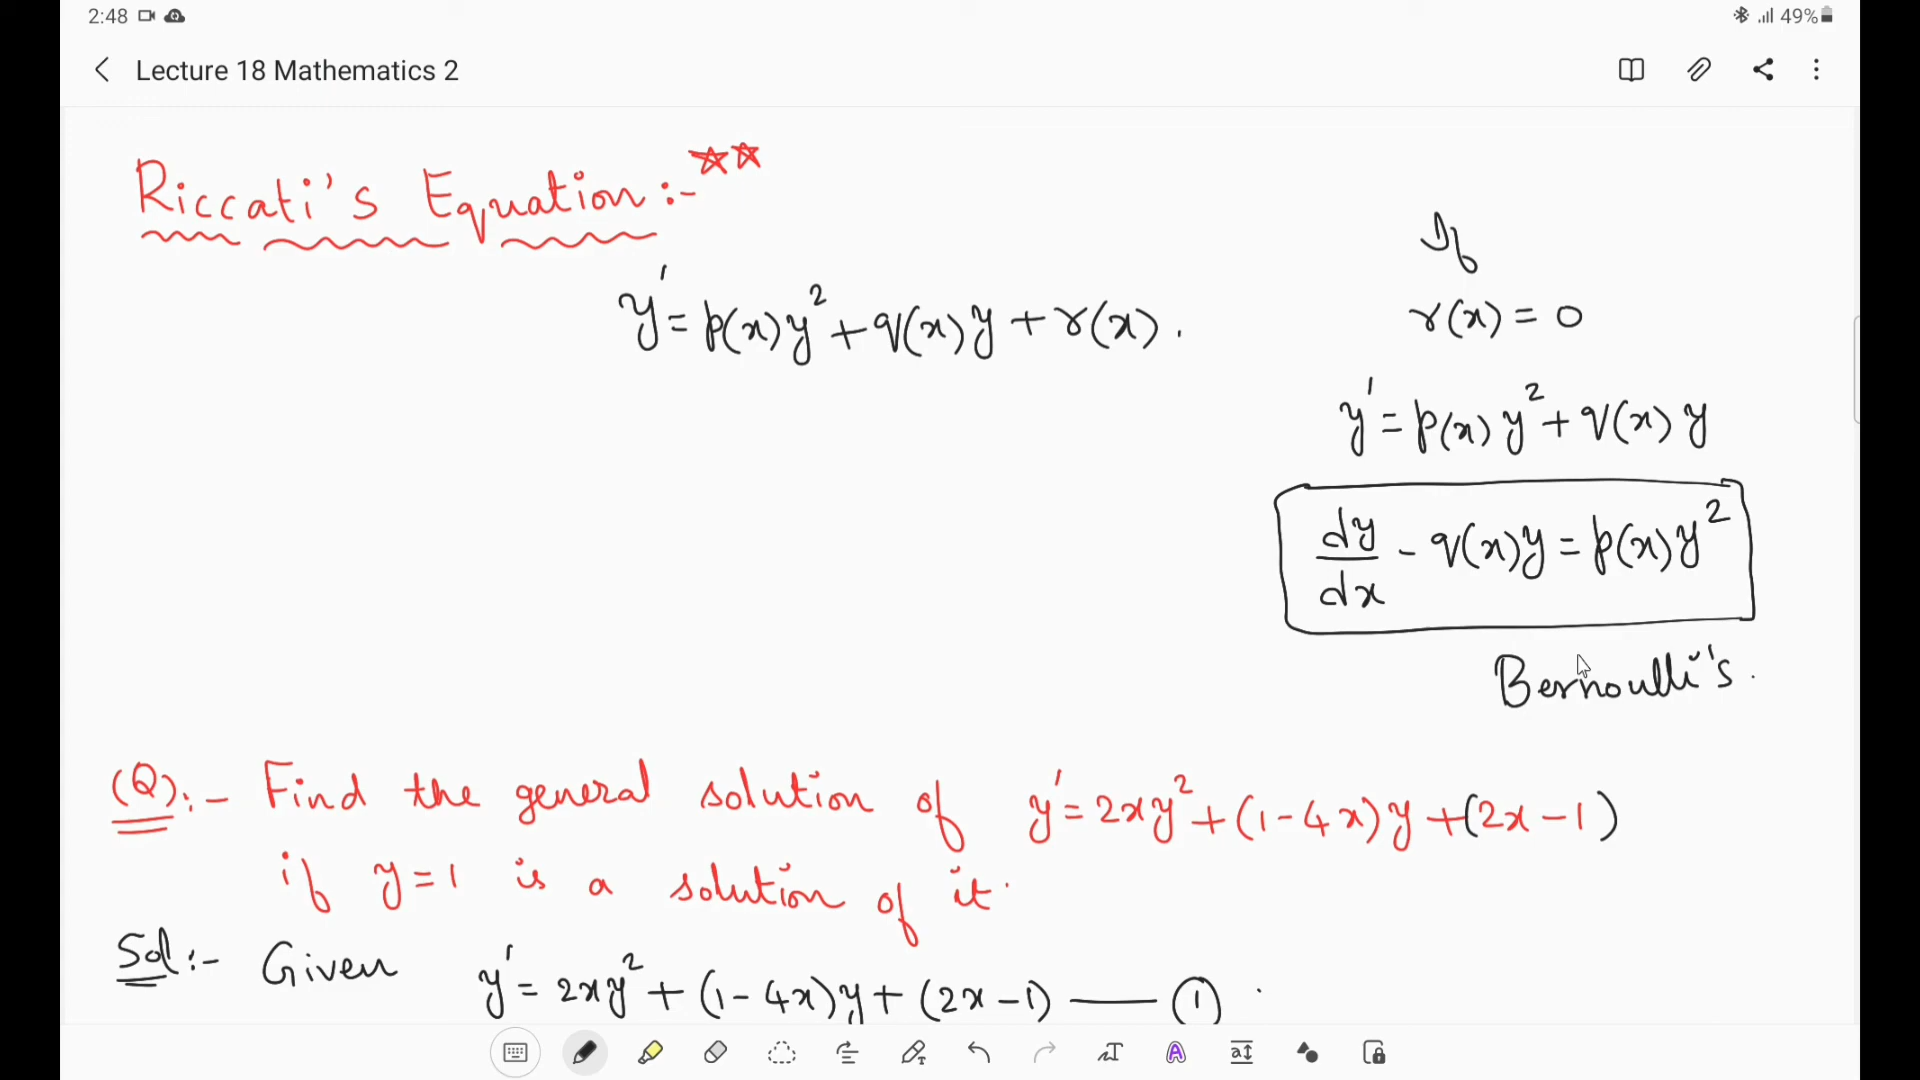 2:48 49%
Lecture 18 Mathematics 2
Riccati's Equation:-
y' = p(x)y² + q(x)y + r(x).
If
r(x) = 0
y' = p(x) y² + q(x) y
dy/dx - q(x)y = p(x)y²
Bernoulli's.
(Q):- Find the general solution of y' = 2xy² + (1-4x)y + (2x-1)
if y=1 is a solution of it.
Sol:- Given y' = 2xy² + (1-4x)y + (2x-1) —— ①